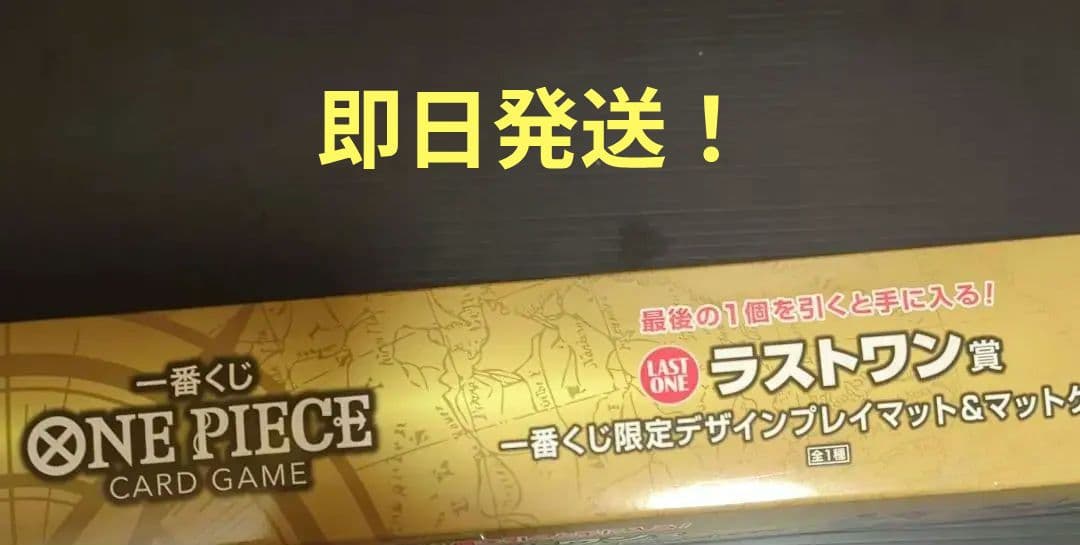 即日発送！
最後の1個を引くと手に入る！
LAST ONE ラストワン賞
一番くじ限定デザインプレイマット&マットケ
全1種
一番くじ
ONE PIECE
CARD GAME